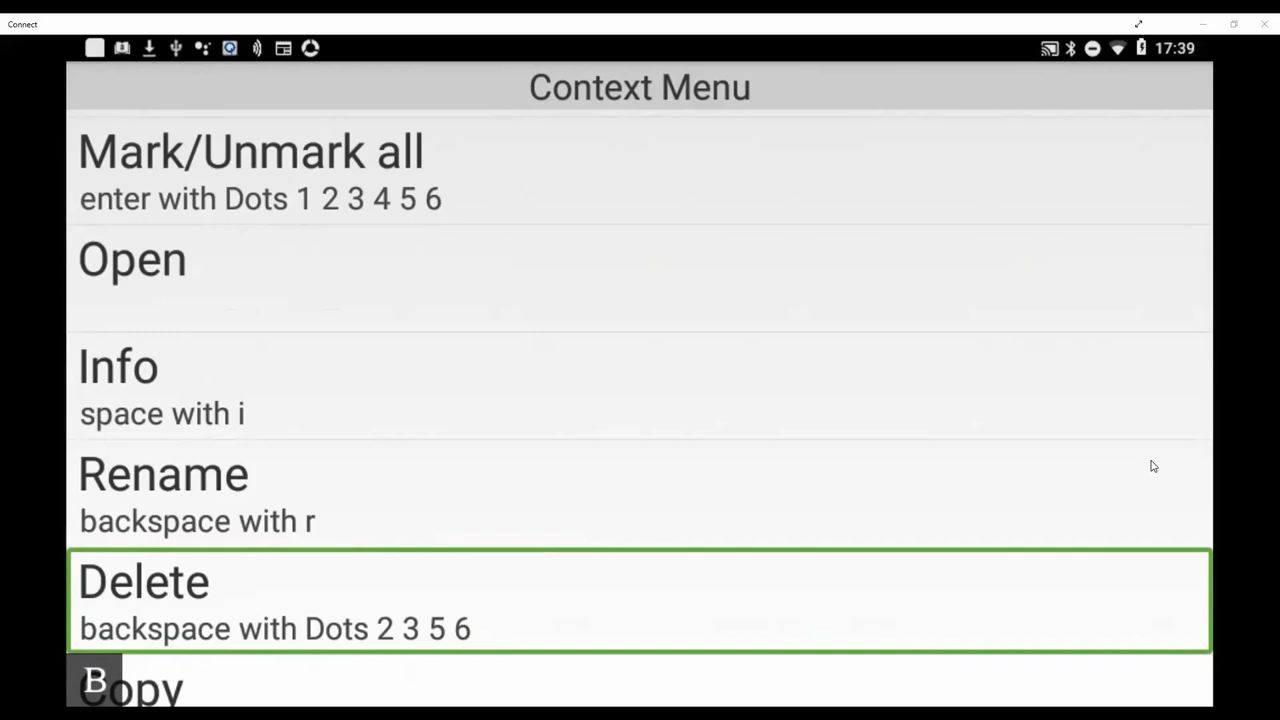 Connect
17:39
Context Menu
Mark/Unmark all
enter with Dots 1 2 3 4 5 6
Open
Info
space with i
Rename
backspace with r
Delete
backspace with Dots 2 3 5 6
B
Copy